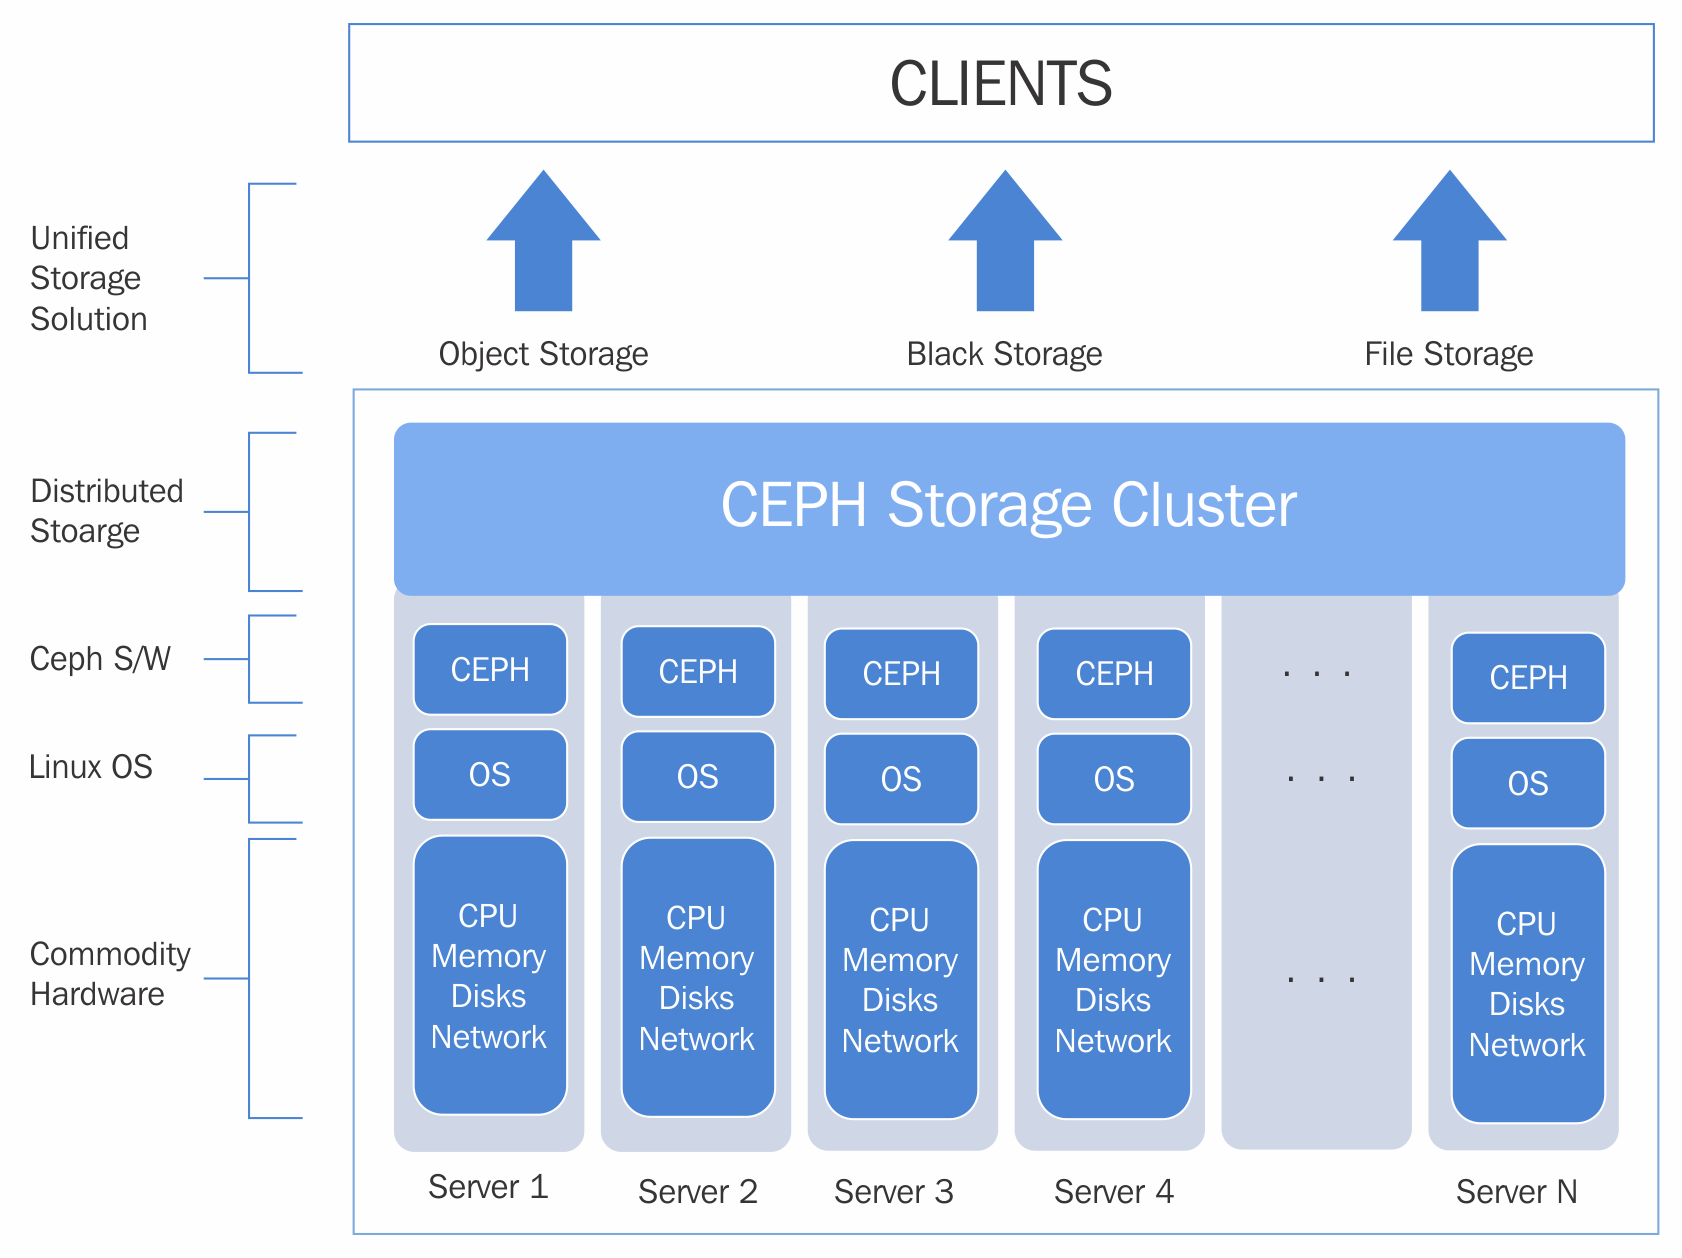 CLIENTS
Unified
Storage
Solution
Object Storage
Black Storage
File Storage
Distributed
Stoarge
CEPH Storage Cluster
Ceph S/W
CEPH
CEPH
CEPH
CEPH
. . .
CEPH
Linux OS
OS
OS
OS
OS
. . .
OS
Commodity
Hardware
CPU
Memory
Disks
Network
CPU
Memory
Disks
Network
CPU
Memory
Disks
Network
CPU
Memory
Disks
Network
. . .
CPU
Memory
Disks
Network
Server 1
Server 2
Server 3
Server 4
Server N